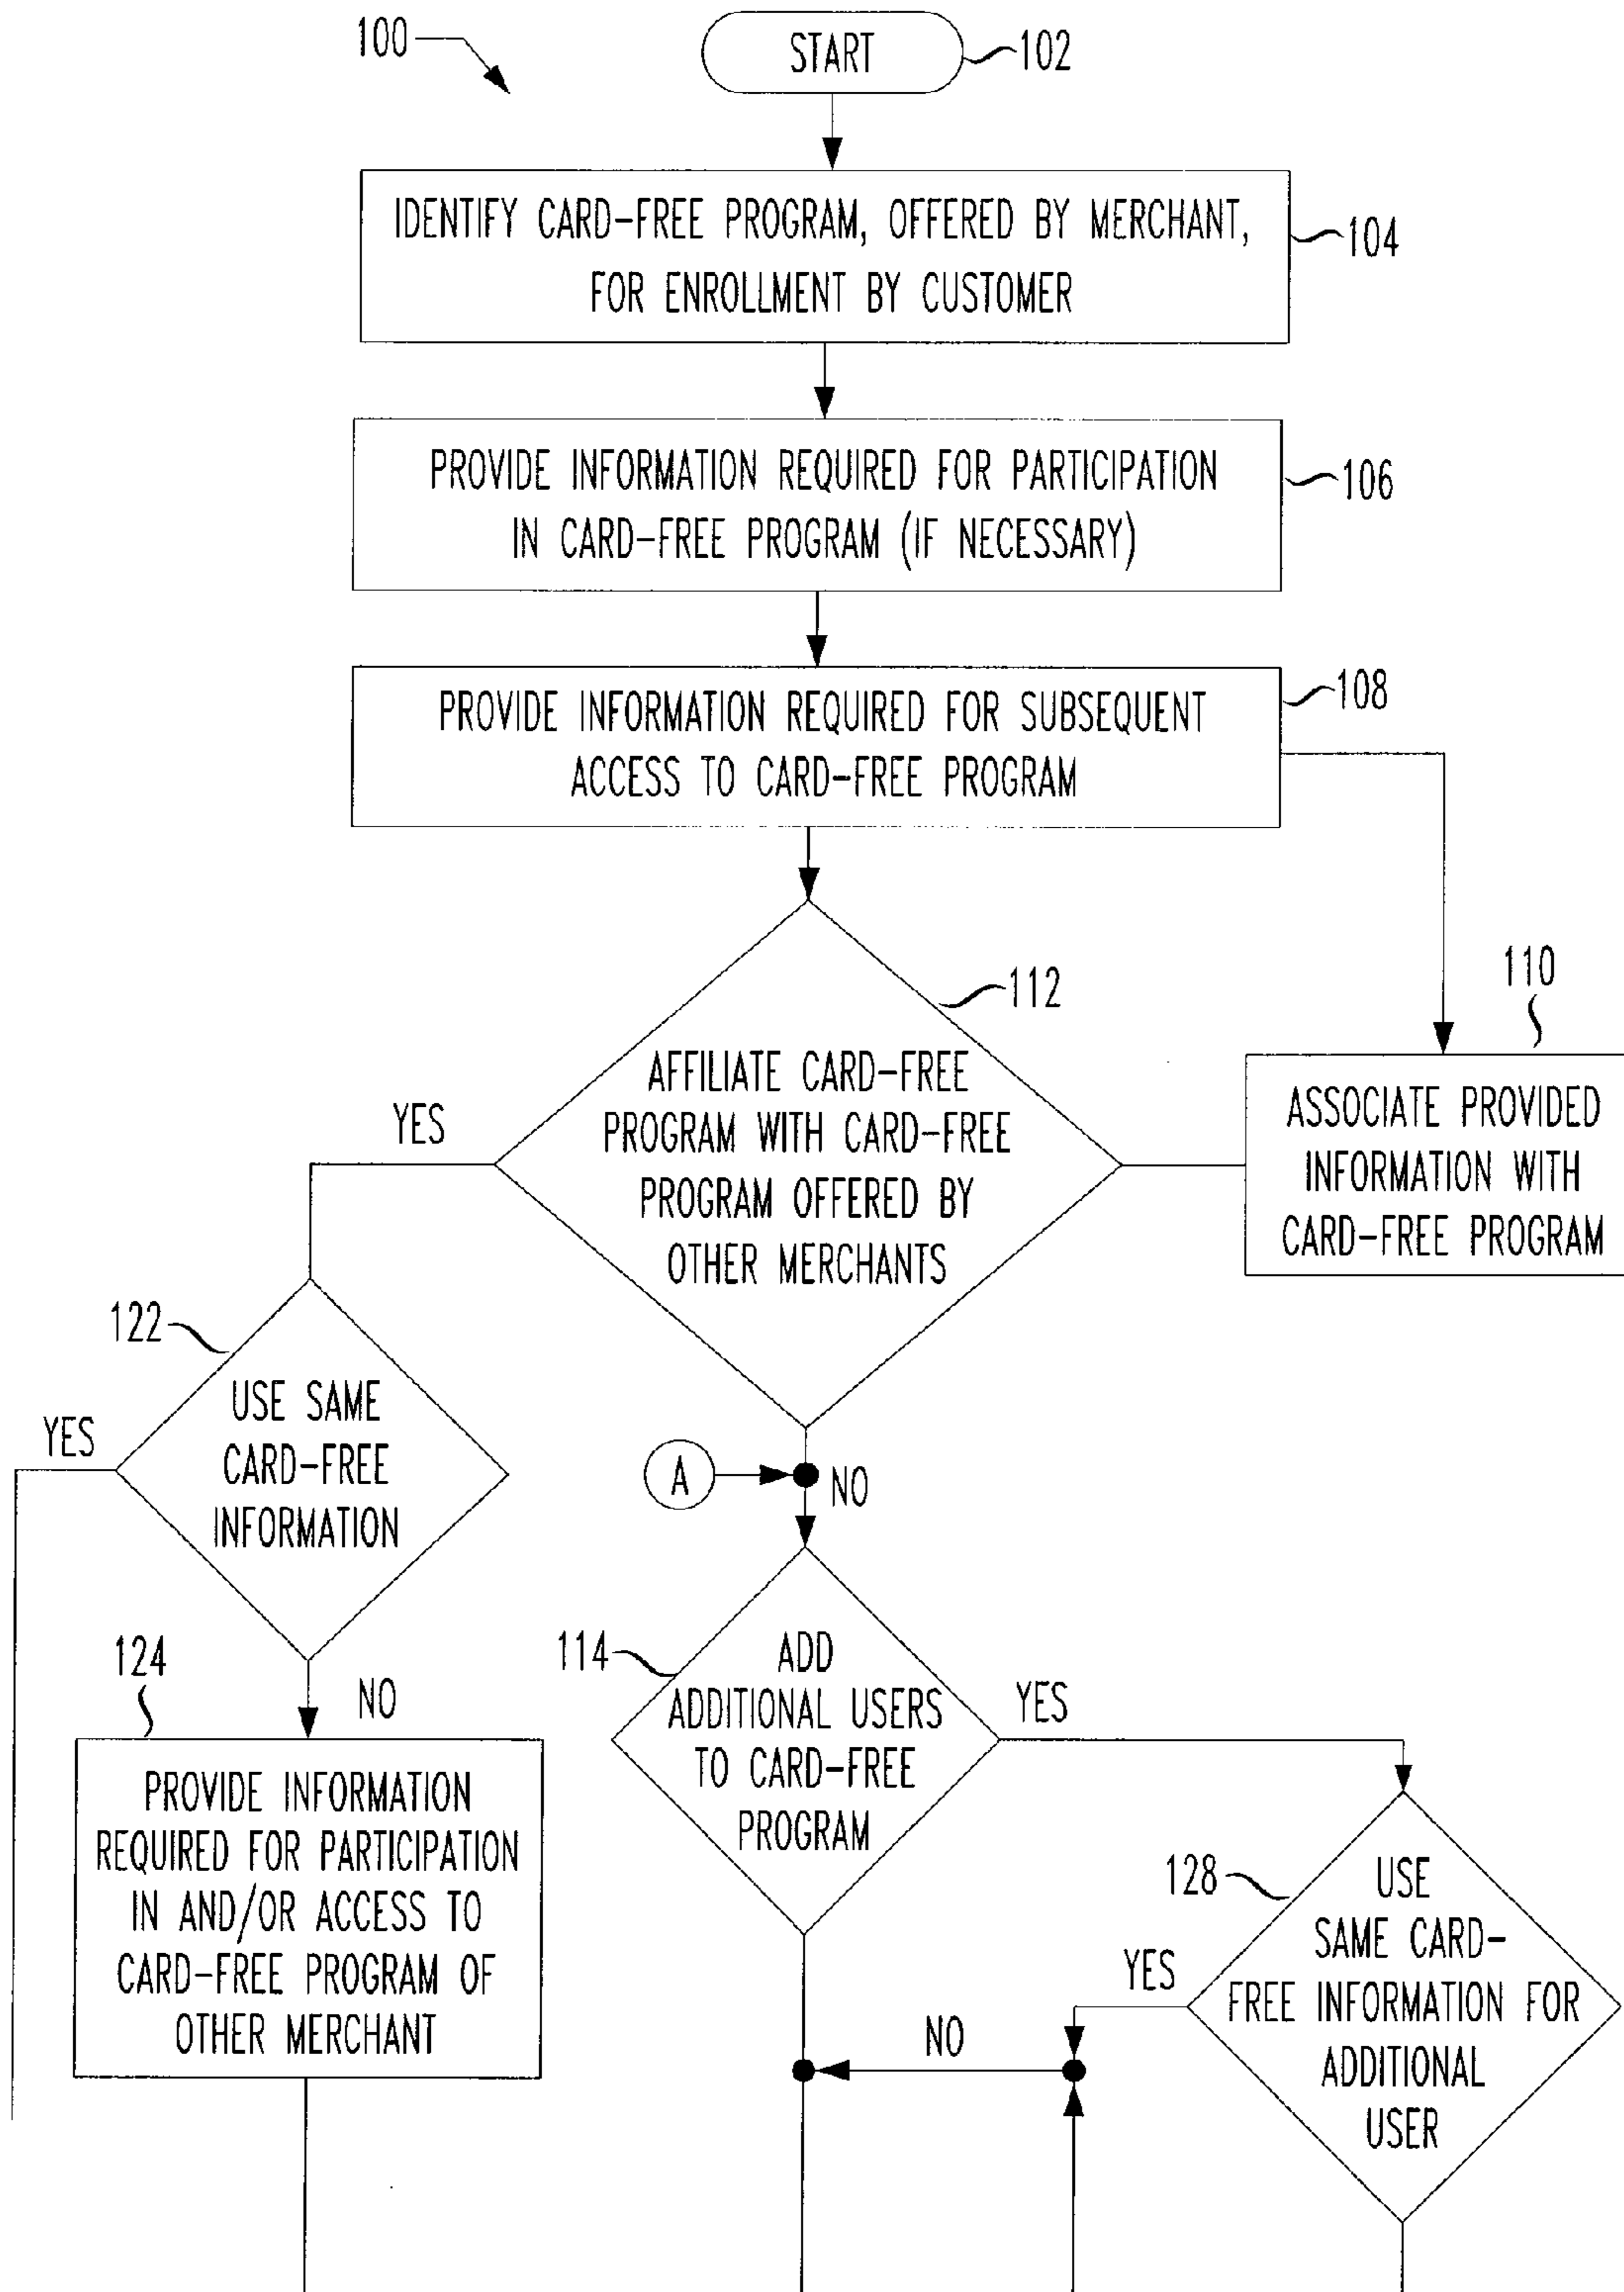 100
START
102
IDENTIFY CARD-FREE PROGRAM, OFFERED BY MERCHANT,
FOR ENROLLMENT BY CUSTOMER
104
PROVIDE INFORMATION REQUIRED FOR PARTICIPATION
IN CARD-FREE PROGRAM (IF NECESSARY)
106
PROVIDE INFORMATION REQUIRED FOR SUBSEQUENT
ACCESS TO CARD-FREE PROGRAM
108
110
ASSOCIATE PROVIDED
INFORMATION WITH
CARD-FREE PROGRAM
112
AFFILIATE CARD-FREE
PROGRAM WITH CARD-FREE
PROGRAM OFFERED BY
OTHER MERCHANTS
YES
122
USE SAME
CARD-FREE
INFORMATION
YES
A
NO
124
NO
PROVIDE INFORMATION
REQUIRED FOR PARTICIPATION
IN AND/OR ACCESS TO
CARD-FREE PROGRAM OF
OTHER MERCHANT
114
ADD
ADDITIONAL USERS
TO CARD-FREE
PROGRAM
YES
128
USE
SAME CARD-
FREE INFORMATION FOR
ADDITIONAL
USER
YES
NO